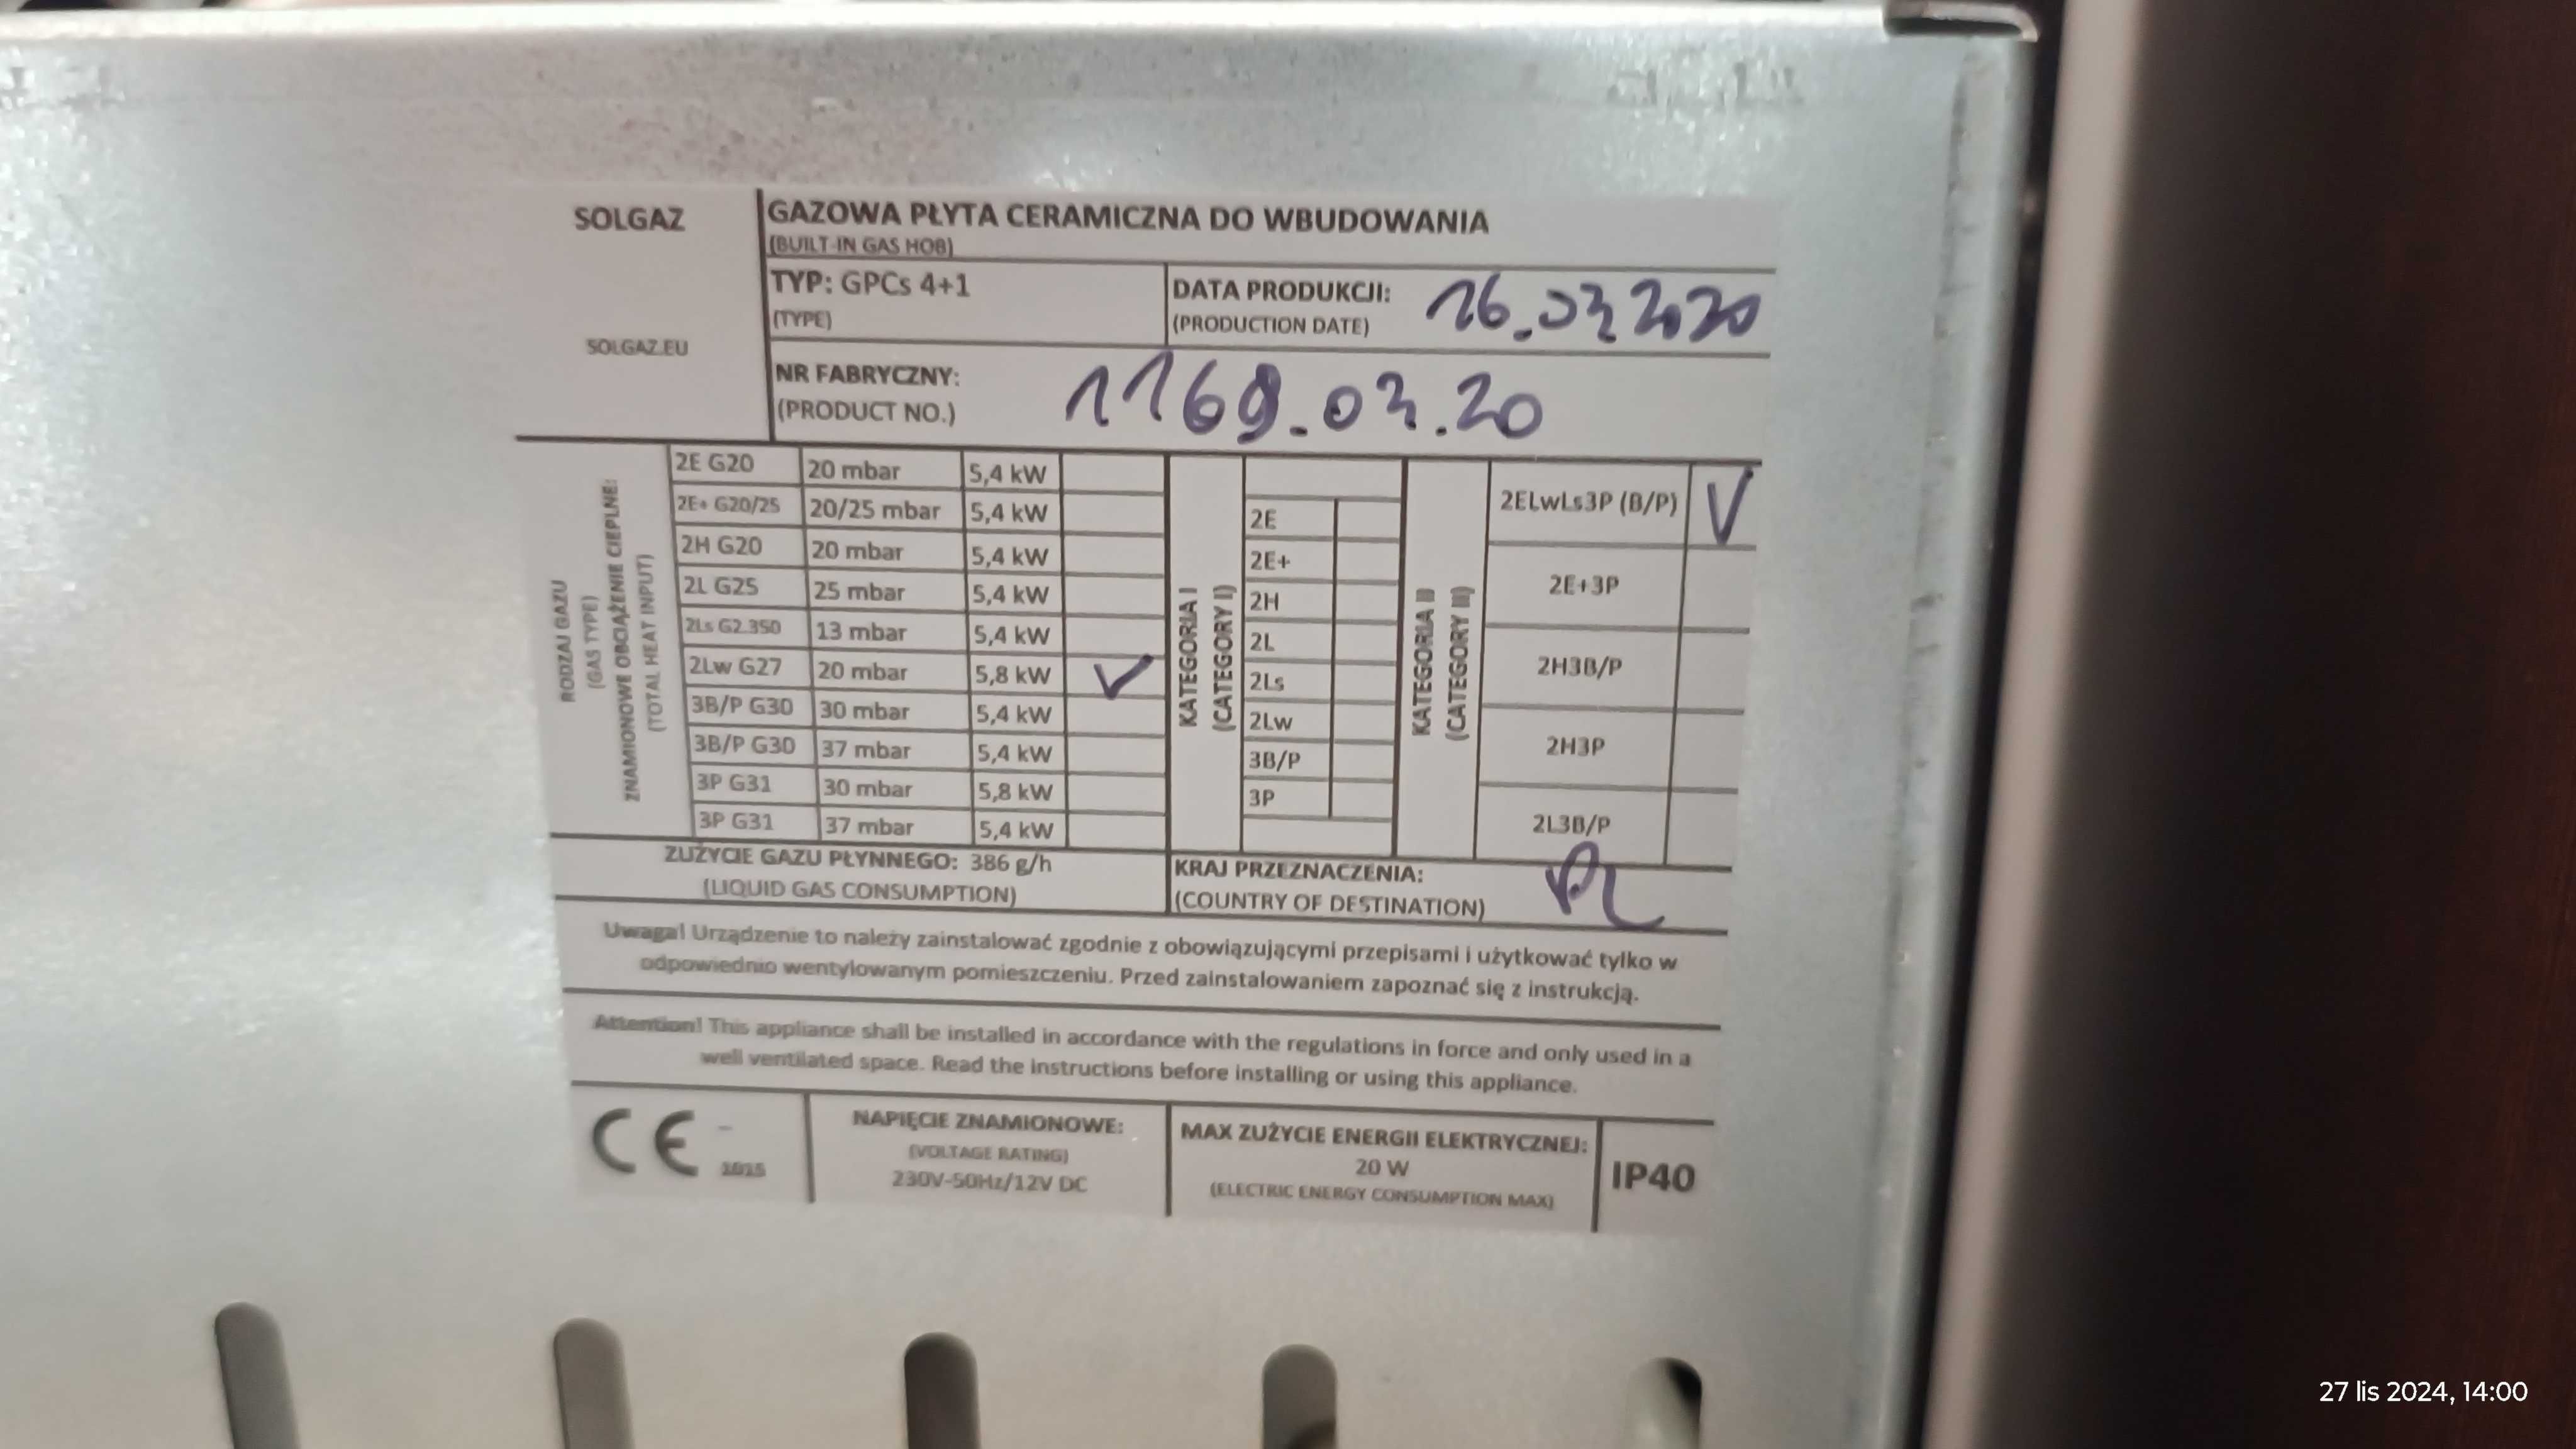 SOLGAZ
SOLGAZ.EU
GAZOWA PŁYTA CERAMICZNA DO WBUDOWANIA
(BUILT-IN GAS HOB)
TYP: GPCs 4+1
(TYPE)
DATA PRODUKCJI: 16.03 2020
(PRODUCTION DATE)
NR FABRYCZNY: 1169.03.20
(PRODUCT NO.)
RODZAJ GAZU
(GAS TYPE)
ZNAMIONOWE OBCIĄŻENIE CIEPLNE:
(TOTAL HEAT INPUT)
2E G20 20 mbar 5,4 kW
2E+ G20/25 20/25 mbar 5,4 kW
2H G20 20 mbar 5,4 kW
2L G25 25 mbar 5,4 kW
2Ls G2.350 13 mbar 5,4 kW
2Lw G27 20 mbar 5,8 kW ✓
3B/P G30 30 mbar 5,4 kW
3B/P G30 37 mbar 5,4 kW
3P G31 30 mbar 5,8 kW
3P G31 37 mbar 5,4 kW
KATEGORIA I
(CATEGORY I)
2E
2E+
2H
2L
2Ls
2Lw
3B/P
3P
KATEGORIA II
(CATEGORY II)
2ELwLs3P (B/P) V
2E+3P
2H3B/P
2H3P
2L3B/P
ZUŻYCIE GAZU PŁYNNEGO: 386 g/h
(LIQUID GAS CONSUMPTION)
KRAJ PRZEZNACZENIA: PL
(COUNTRY OF DESTINATION)
Uwaga! Urządzenie to należy zainstalować zgodnie z obowiązującymi przepisami i użytkować tylko w
odpowiednio wentylowanym pomieszczeniu. Przed zainstalowaniem zapoznać się z instrukcją.
Attention! This appliance shall be installed in accordance with the regulations in force and only used in a
well ventilated space. Read the instructions before installing or using this appliance.
CE
1015
NAPIĘCIE ZNAMIONOWE:
(VOLTAGE RATING)
230V-50Hz/12V DC
MAX ZUŻYCIE ENERGII ELEKTRYCZNEJ:
20 W
(ELECTRIC ENERGY CONSUMPTION MAX)
IP40
27 lis 2024, 14:00